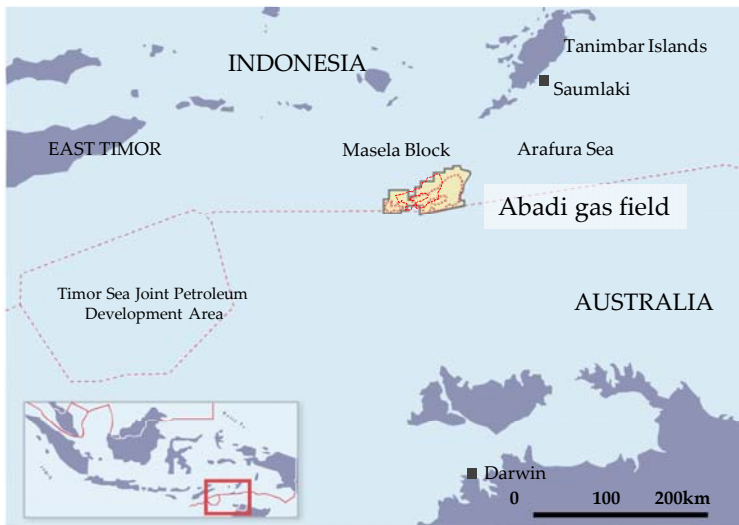 Tanimbar Islands
INDONESIA
Saumlaki
EAST TIMOR
Masela Block
Arafura Sea
Abadi gas field
Timor Sea Joint Petroleum
Development Area
AUSTRALIA
Darwin
0 100 200km